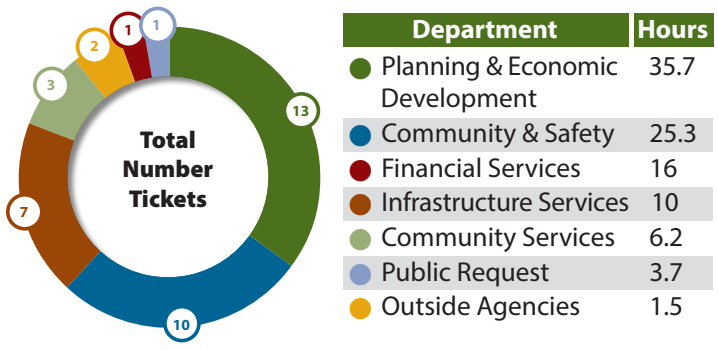 1
1
2
3
13
7
10
Total
Number
Tickets
Department Hours
Planning & Economic 35.7
Development
Community & Safety 25.3
Financial Services 16
Infrastructure Services 10
Community Services 6.2
Public Request 3.7
Outside Agencies 1.5